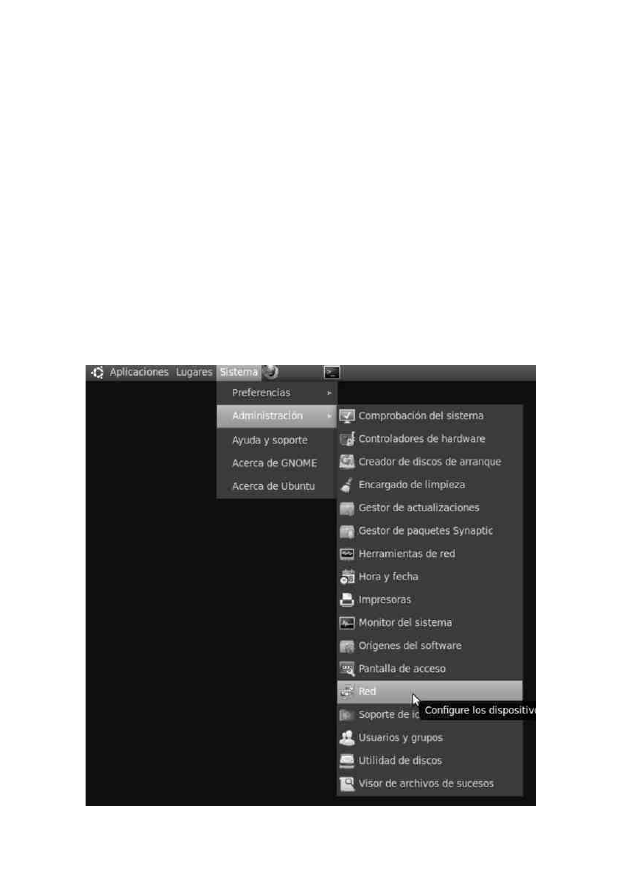 Aplicaciones Lugares Sistema
Preferencias
Administración
Ayuda y soporte
Acerca de GNOME
Acerca de Ubuntu
Comprobación del sistema
Controladores de hardware
Creador de discos de arranque
Encargado de limpieza
Gestor de actualizaciones
Gestor de paquetes Synaptic
Herramientas de red
Hora y fecha
Impresoras
Monitor del sistema
Orígenes del software
Pantalla de acceso
Red
Configure los
Soporte de
Usuarios y grupos
Utilidad de discos
Visor de archivos de sucesos